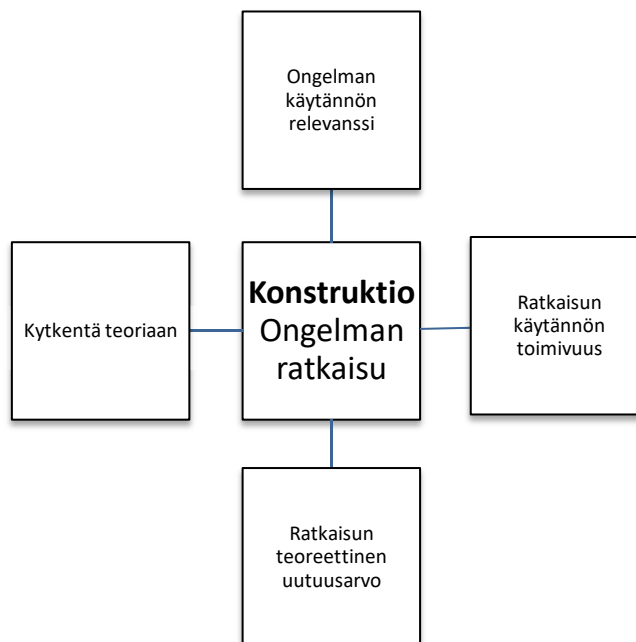 Ongelman
käytännön
relevanssi
Kytkentä teoriaan
Konstruktio
Ongelman
ratkaisu
Ratkaisun
käytännön
toimivuus
Ratkaisun
teoreettinen
uutuusarvo